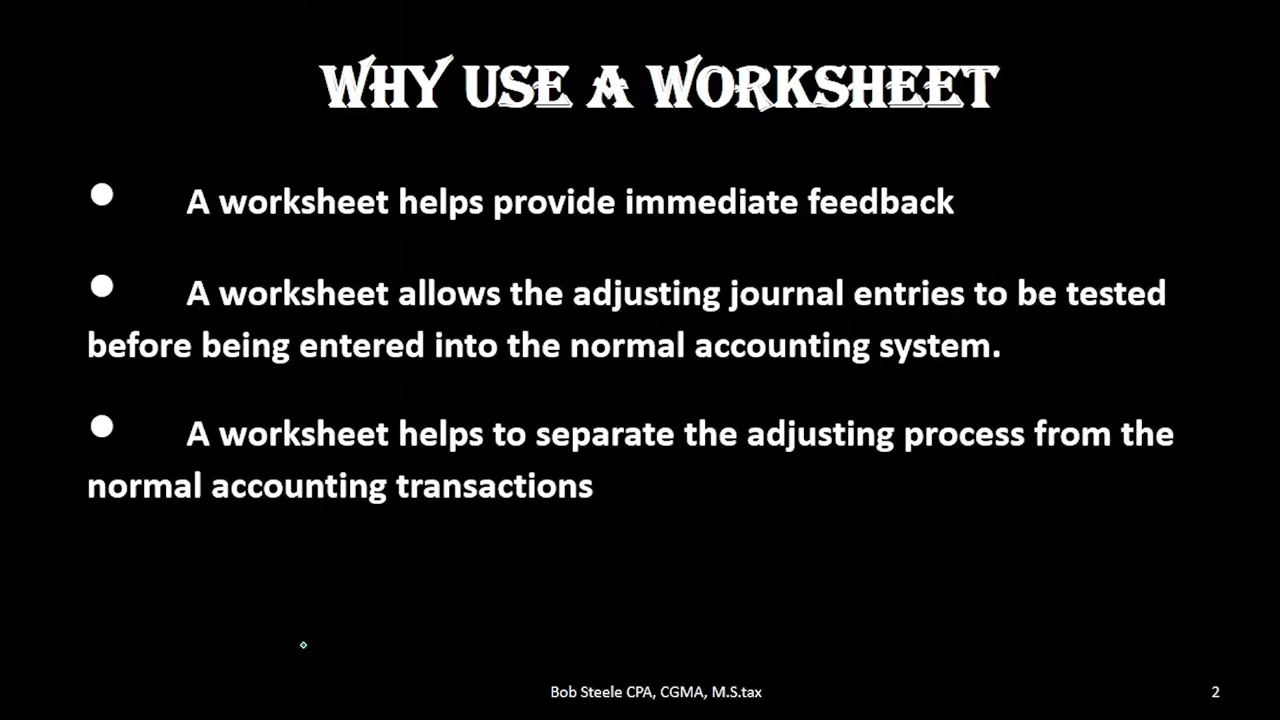 WHY USE A WORKSHEET
● A worksheet helps provide immediate feedback
● A worksheet allows the adjusting journal entries to be tested
before being entered into the normal accounting system.
● A worksheet helps to separate the adjusting process from the
normal accounting transactions
Bob Steele CPA, CGMA, M.S.tax
2